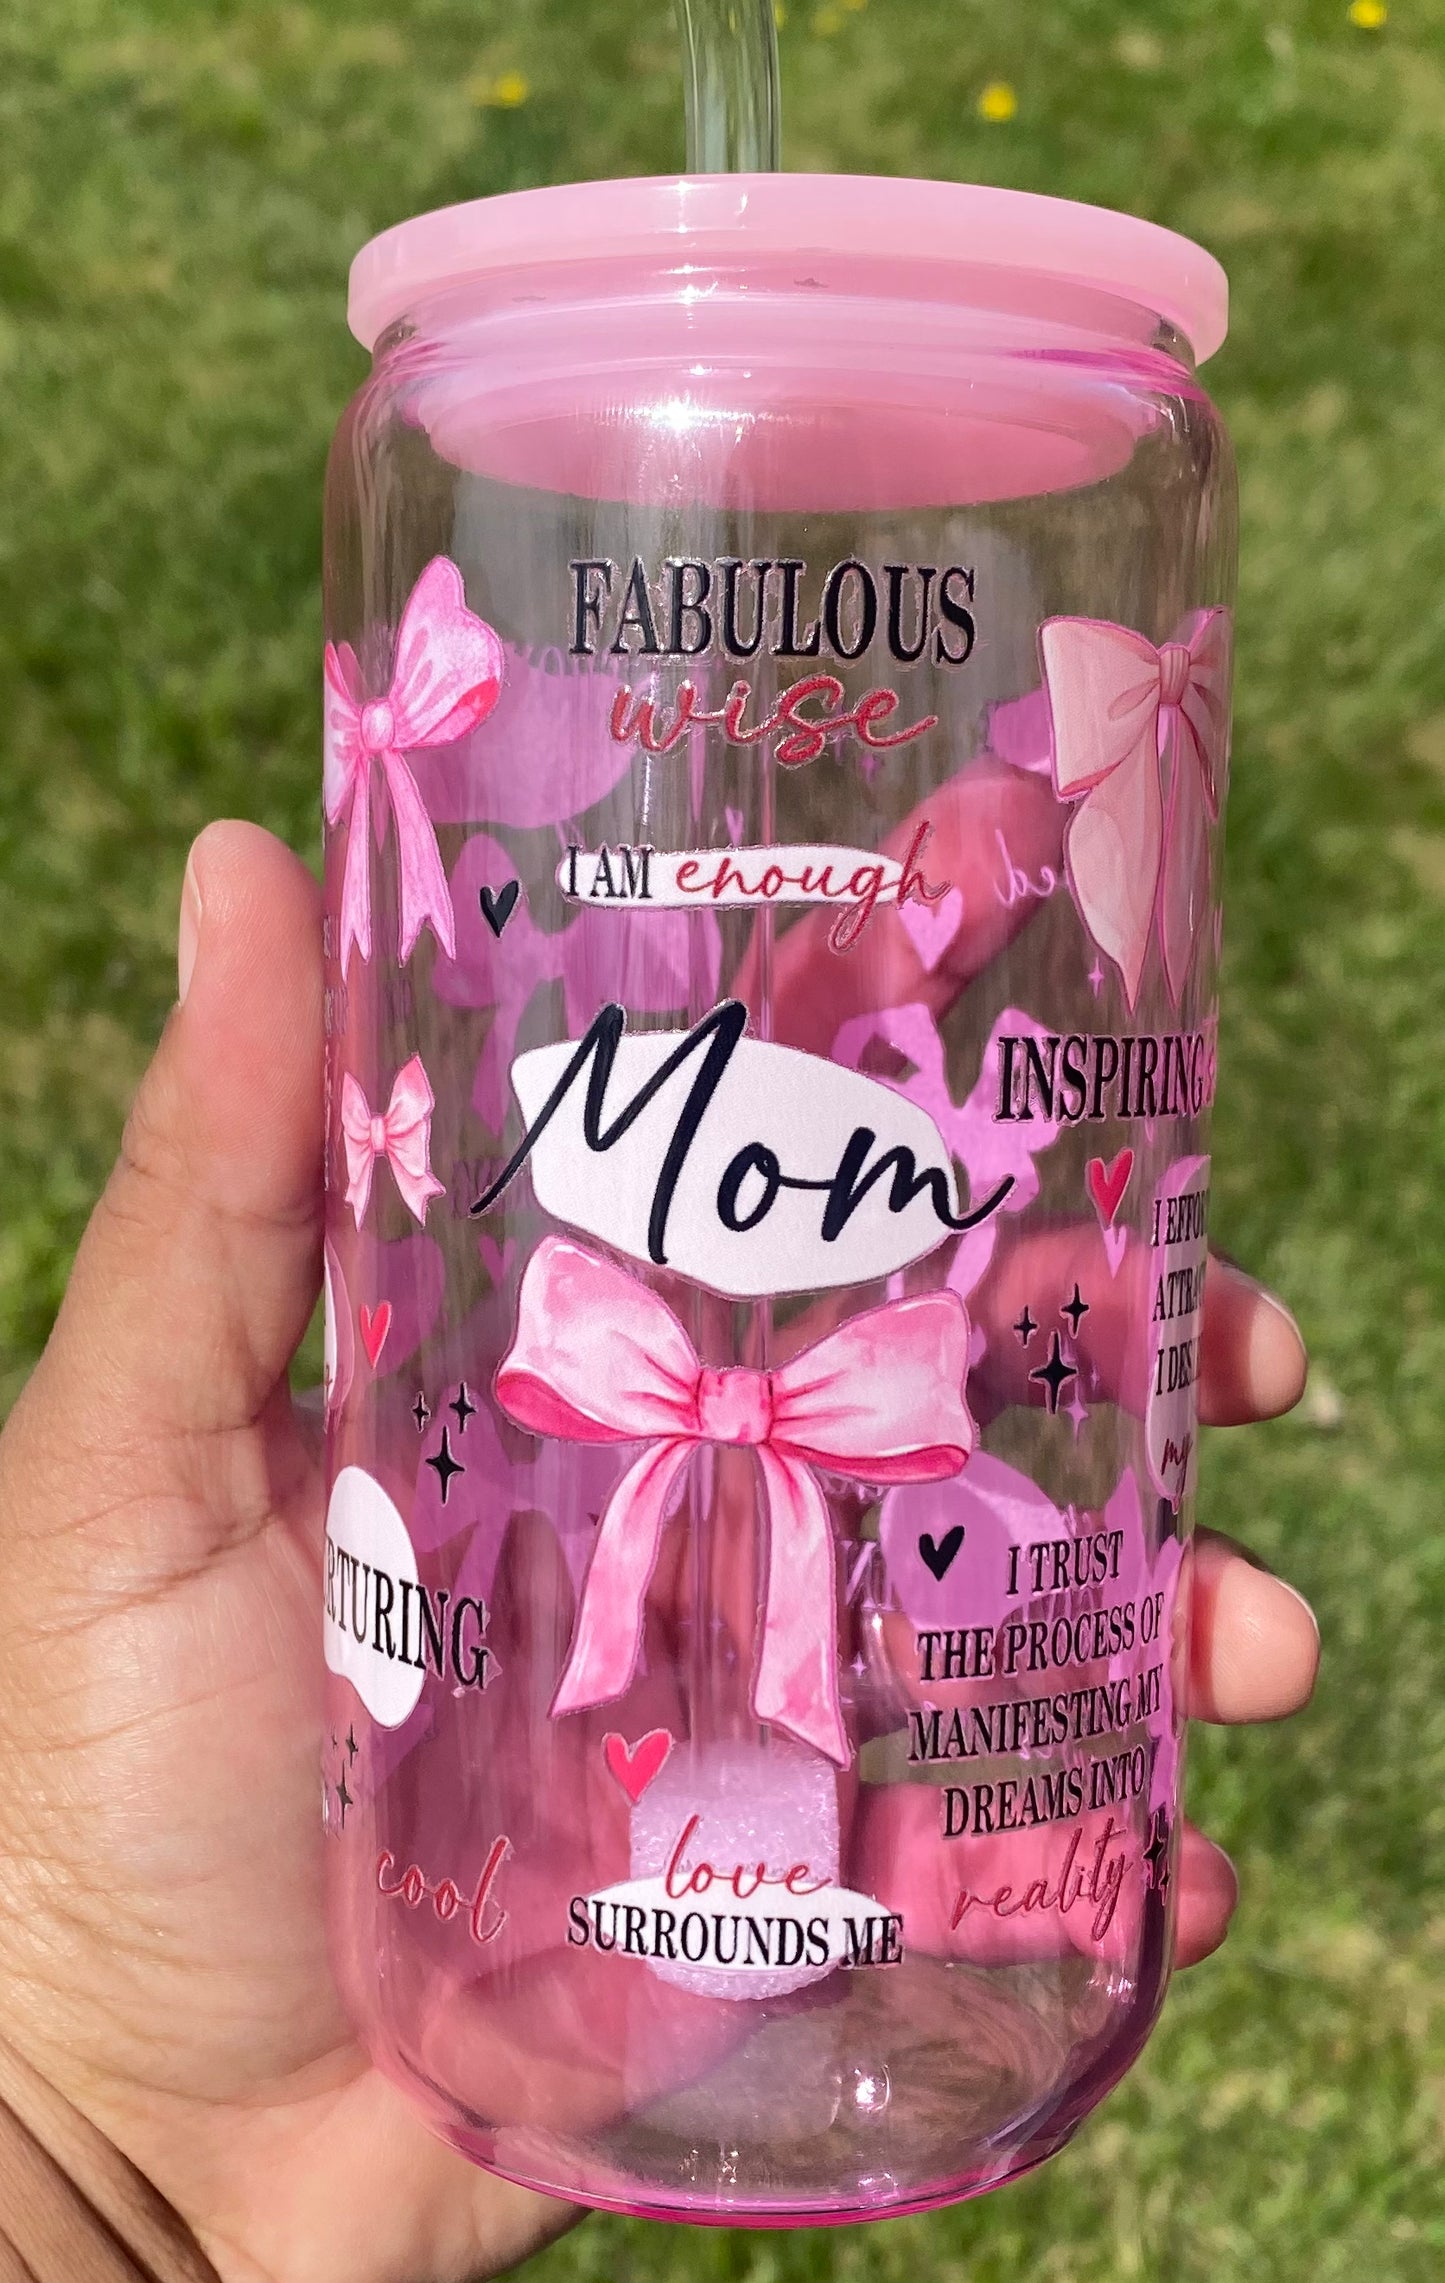 FABULOUS
wise
I AM enough
Mom
INSPIRING
I
I
my
I TRUST
THE PROCESS OF
MANIFESTING MY
DREAMS INTO
reality
cool
love
SURROUNDS ME